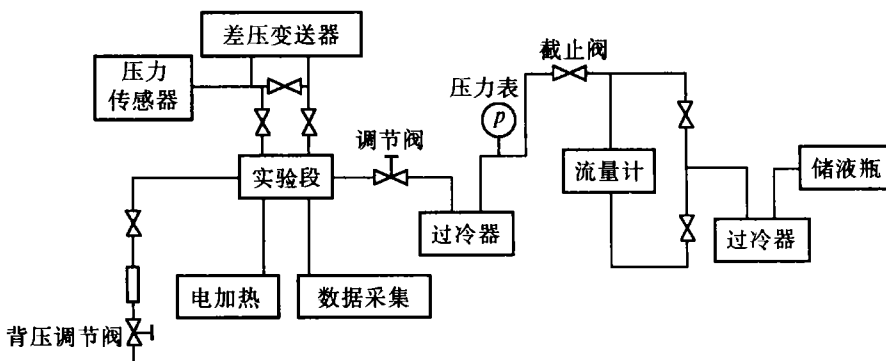 差压变送器
压力
传感器
截止阀
压力表
p
调节阀
实验段
流量计
储液瓶
过冷器
过冷器
电加热
数据采集
背压调节阀